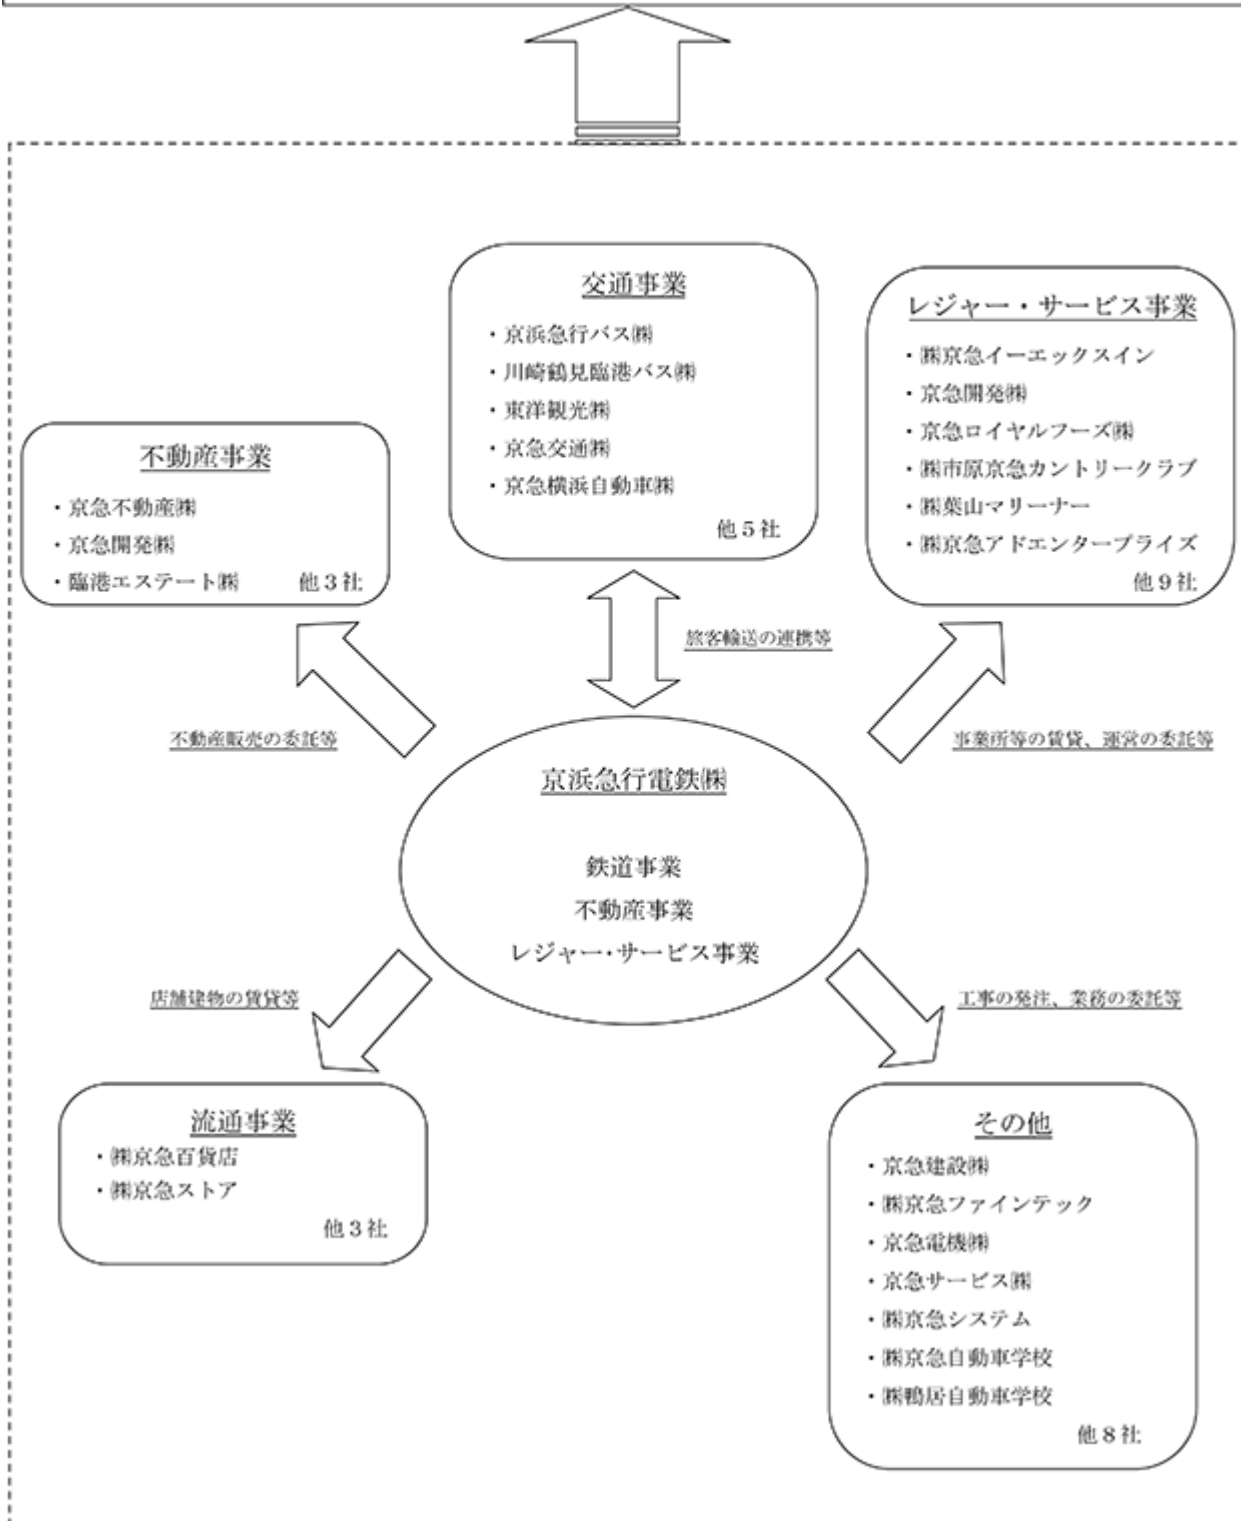 交通事業
・京浜急行バス㈱
・川崎鶴見臨港バス㈱
・東洋観光㈱
・京急交通㈱
・京急横浜自動車㈱
他５社
レジャー・サービス事業
・㈱京急イーエックスイン
・京急開発㈱
・京急ロイヤルフーズ㈱
・㈱市原京急カントリークラブ
・㈱葉山マリーナー
・㈱京急アドエンタープライズ
他９社
不動産事業
・京急不動産㈱
・京急開発㈱
・臨港エステート㈱ 他３社
旅客輸送の連携等
不動産販売の委託等
事業所等の賃貸、運営の委託等
京浜急行電鉄㈱
鉄道事業
不動産事業
レジャー・サービス事業
店舗建物の賃貸等
工事の発注、業務の委託等
流通事業
・㈱京急百貨店
・㈱京急ストア
他３社
その他
・京急建設㈱
・㈱京急ファインテック
・京急電機㈱
・京急サービス㈱
・㈱京急システム
・㈱京急自動車学校
・㈱鴨居自動車学校
他８社